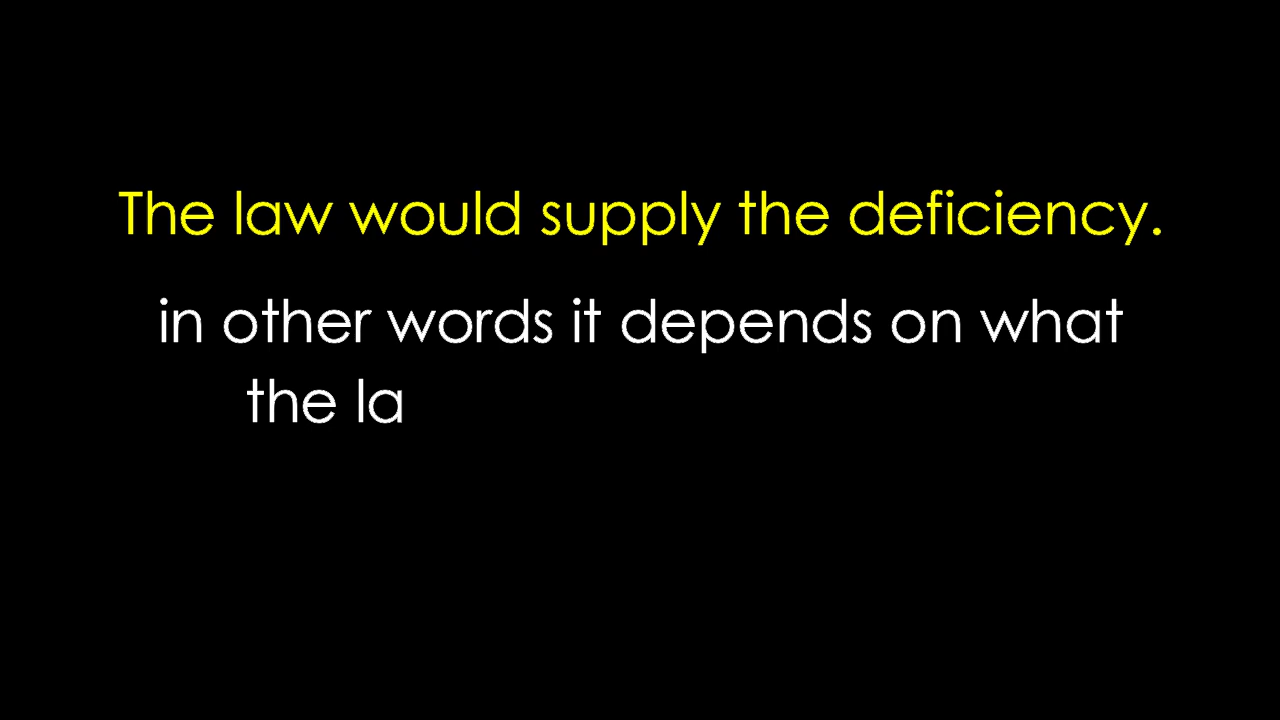 The law would supply the deficiency.
in other words it depends on what
the la